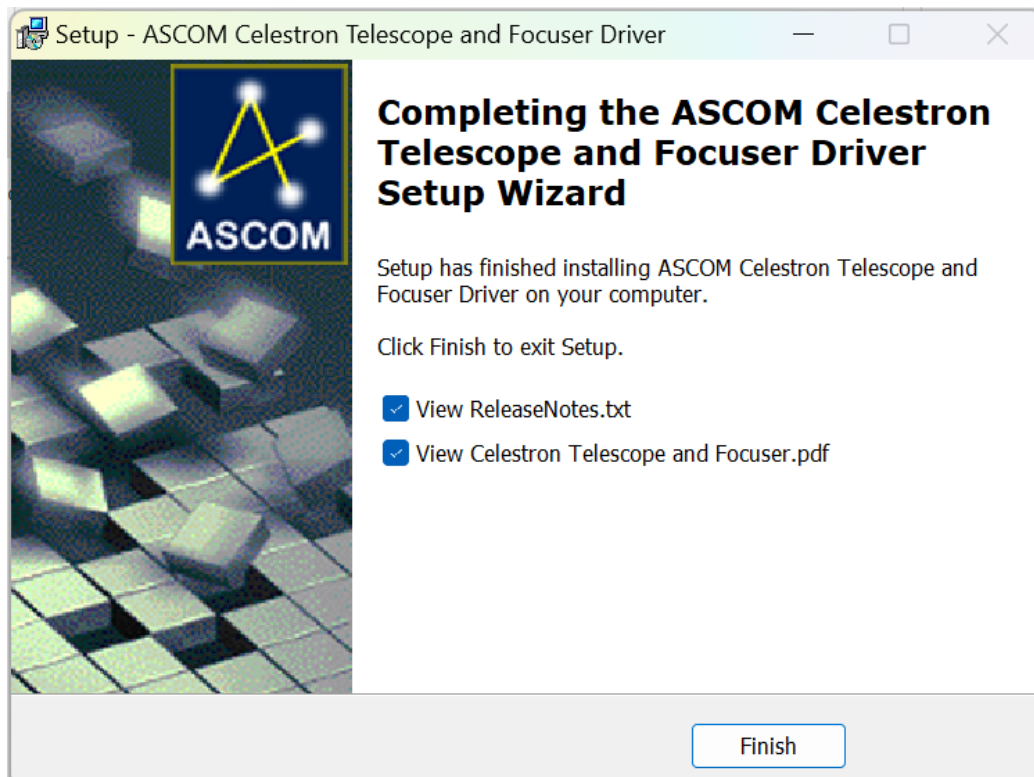 Setup - ASCOM Celestron Telescope and Focuser Driver
ASCOM
Completing the ASCOM Celestron
Telescope and Focuser Driver
Setup Wizard
Setup has finished installing ASCOM Celestron Telescope and
Focuser Driver on your computer.
Click Finish to exit Setup.
View ReleaseNotes.txt
View Celestron Telescope and Focuser.pdf
Finish